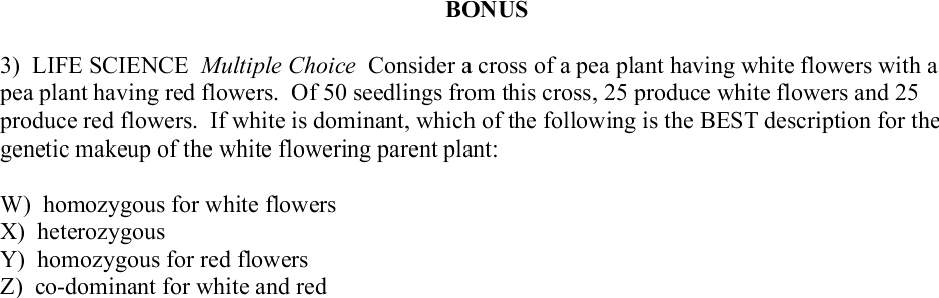 BONUS
3) LIFE SCIENCE Multiple Choice Consider a cross of a pea plant having white flowers with a
pea plant having red flowers. Of 50 seedlings from this cross, 25 produce white flowers and 25
produce red flowers. If white is dominant, which of the following is the BEST description for the
genetic makeup of the white flowering parent plant:
W) homozygous for white flowers
X) heterozygous
Y) homozygous for red flowers
Z) co-dominant for white and red